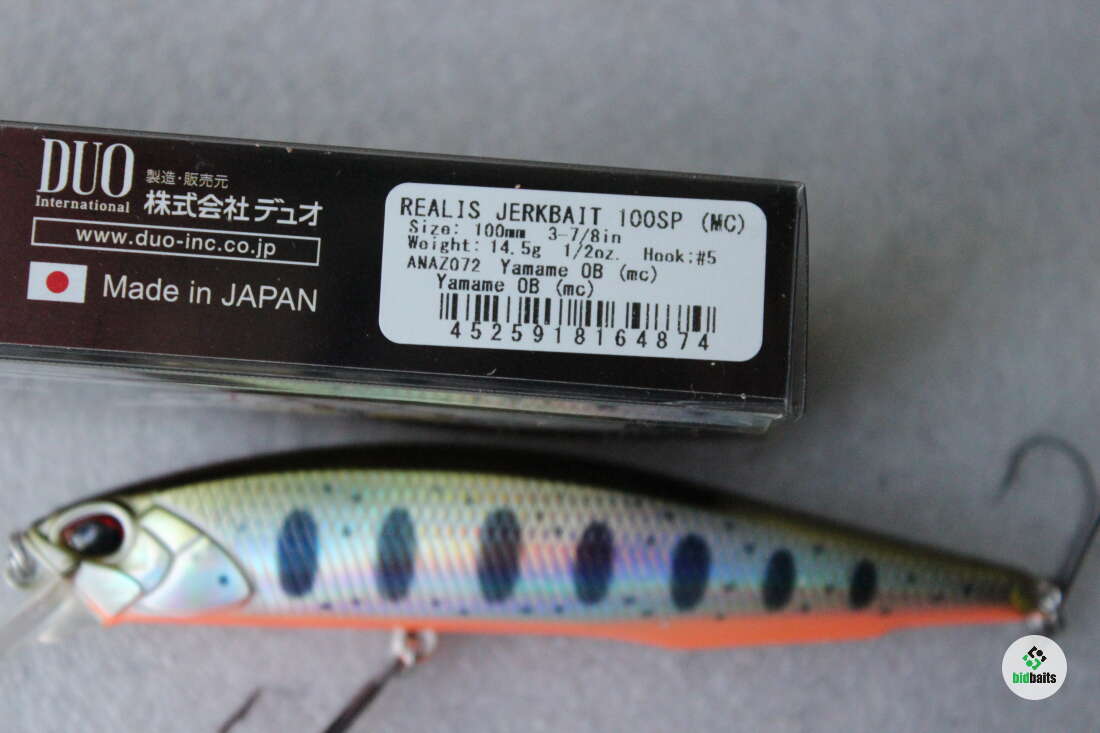 DUO
International
製造・販売元
株式会社デュオ
www.duo-inc.co.jp
Made in JAPAN
REALIS JERKBAIT 100SP (MC)
Size: 100mm 3-7/8in
Weight: 14.5g 1/2oz. Hook:#5
ANAZ072 Yamame OB (mc)
Yamame OB (mc)
4525918164874
bidbaits